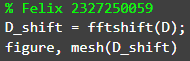 % Felix 2327250059
D_shift = fftshift(D);
figure, mesh(D_shift)